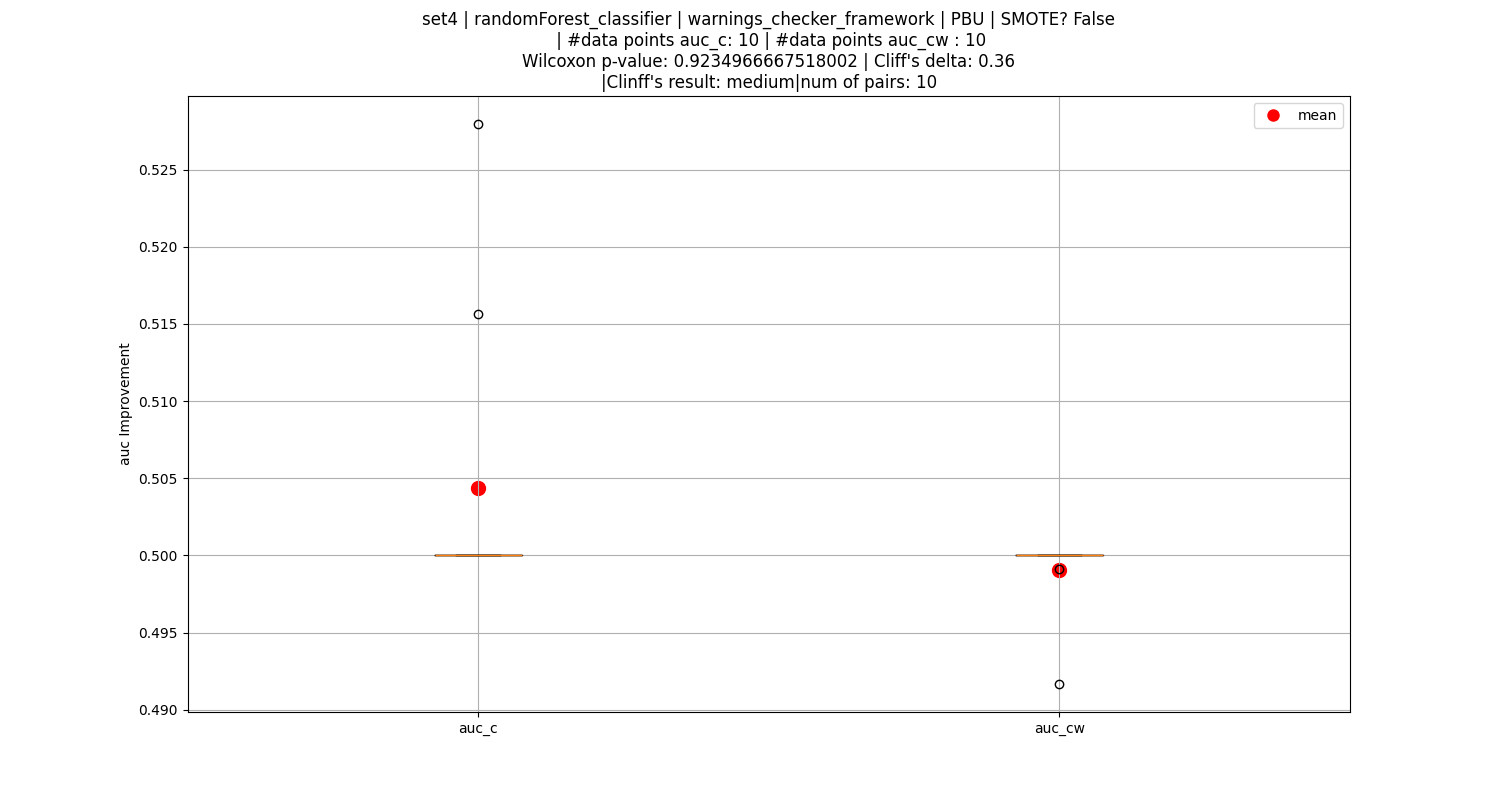 set4 | randomForest_classifier | warnings_checker_framework | PBU | SMOTE? False
| #data points auc_c: 10 | #data points auc_cw : 10
Wilcoxon p-value: 0.9234966667518002 | Cliff's delta: 0.36
|Clinff's result: medium|num of pairs: 10
mean
0.525
0.520
0.515
0.510
0.505
0.500
0.495
0.490
auc Improvement
auc_c
auc_cw